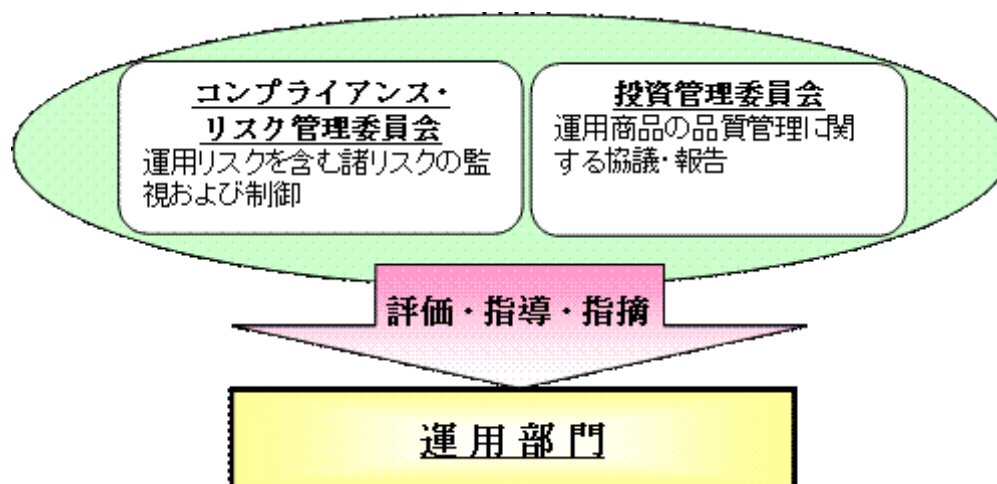 コンプライアンス・
リスク管理委員会
運用リスクを含む諸リスクの監
視および制御
投資管理委員会
運用商品の品質管理に関
する協議・報告
評価・指導・指摘
運用部門